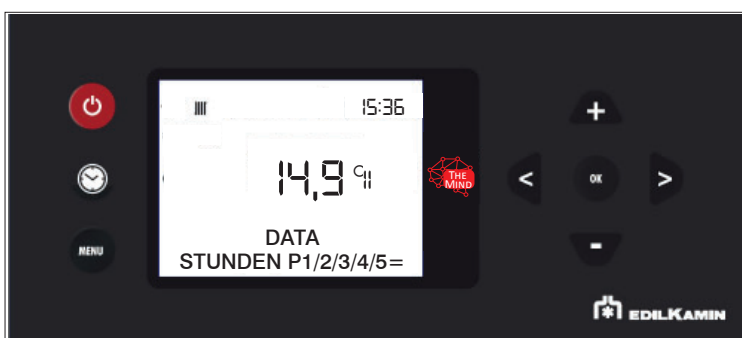 15:36
14,9 C
DATA
STUNDEN P1/2/3/4/5=
MENU
THE
MIND
<
OK
>
+
-
EDILKAMIN